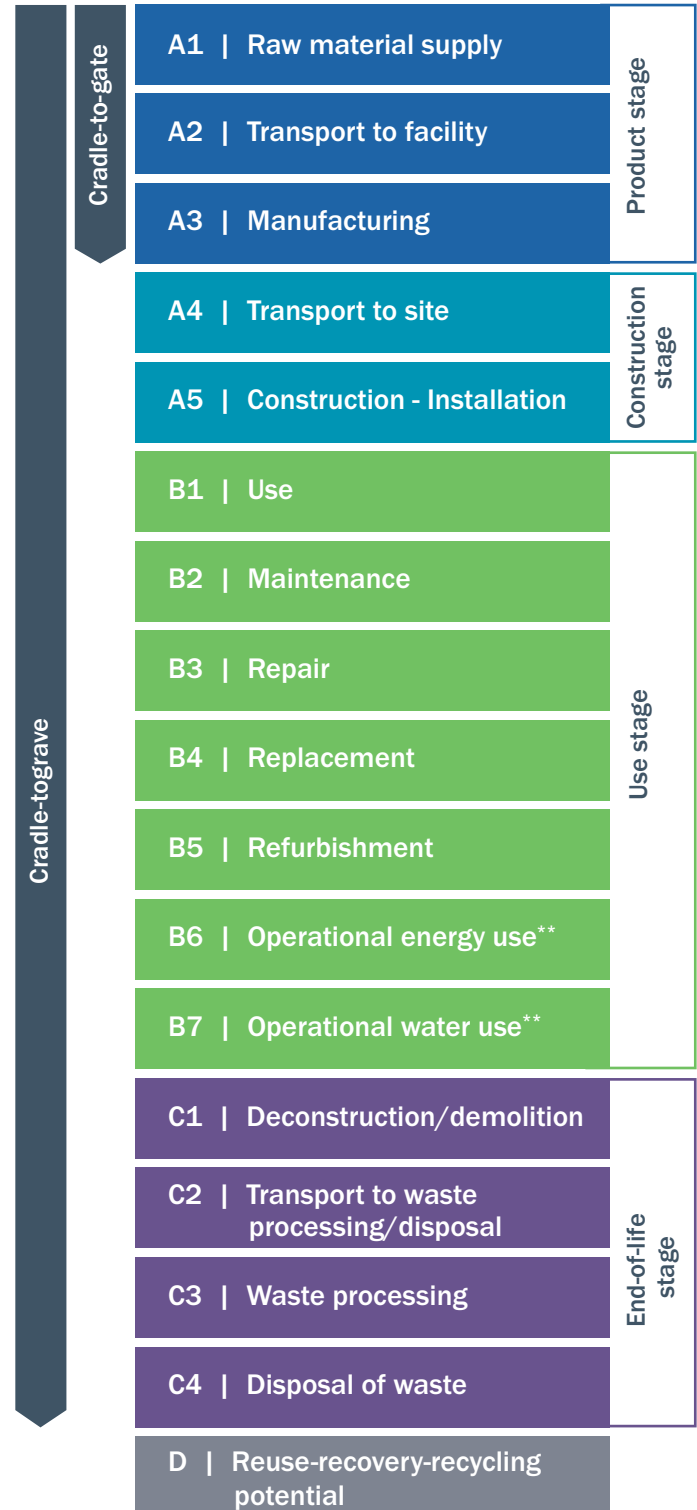 Cradle-tograve
Cradle-to-gate
A1 | Raw material supply
A2 | Transport to facility
A3 | Manufacturing
Product stage
A4 | Transport to site
A5 | Construction - Installation
Construction
stage
B1 | Use
B2 | Maintenance
B3 | Repair
B4 | Replacement
B5 | Refurbishment
B6 | Operational energy use**
B7 | Operational water use**
Use stage
C1 | Deconstruction/demolition
C2 | Transport to waste
processing/disposal
C3 | Waste processing
C4 | Disposal of waste
End-of-life
stage
D | Reuse-recovery-recycling
potential